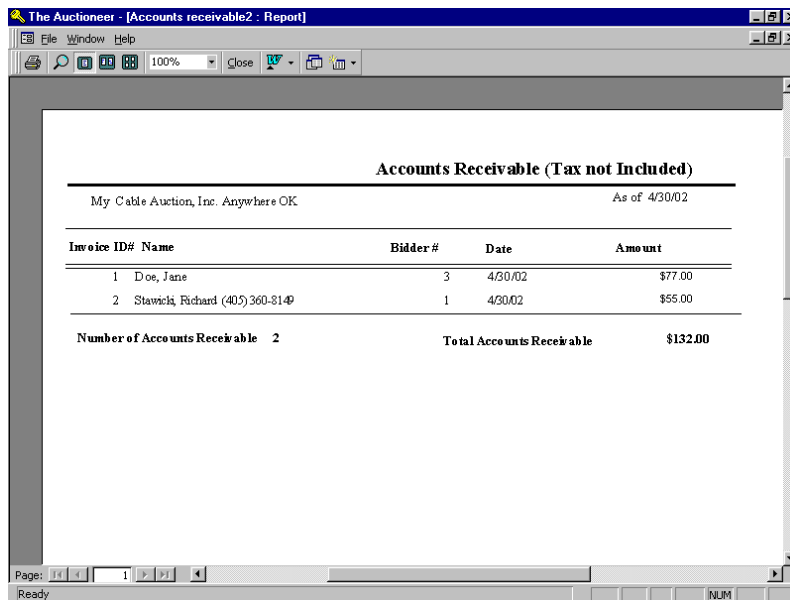 The Auctioneer - [Accounts receivable2 : Report]
File Window Help
100% Close
Accounts Receivable (Tax not Included)
My Cable Auction, Inc. Anywhere OK As of 4/30/02
Invoice ID# Name Bidder # Date Amount
1 Doe, Jane 3 4/30/02 $77.00
2 Stawicki, Richard (405) 360-8149 1 4/30/02 $55.00
Number of Accounts Receivable 2 Total Accounts Receivable $132.00
Page: 1
Ready NUM